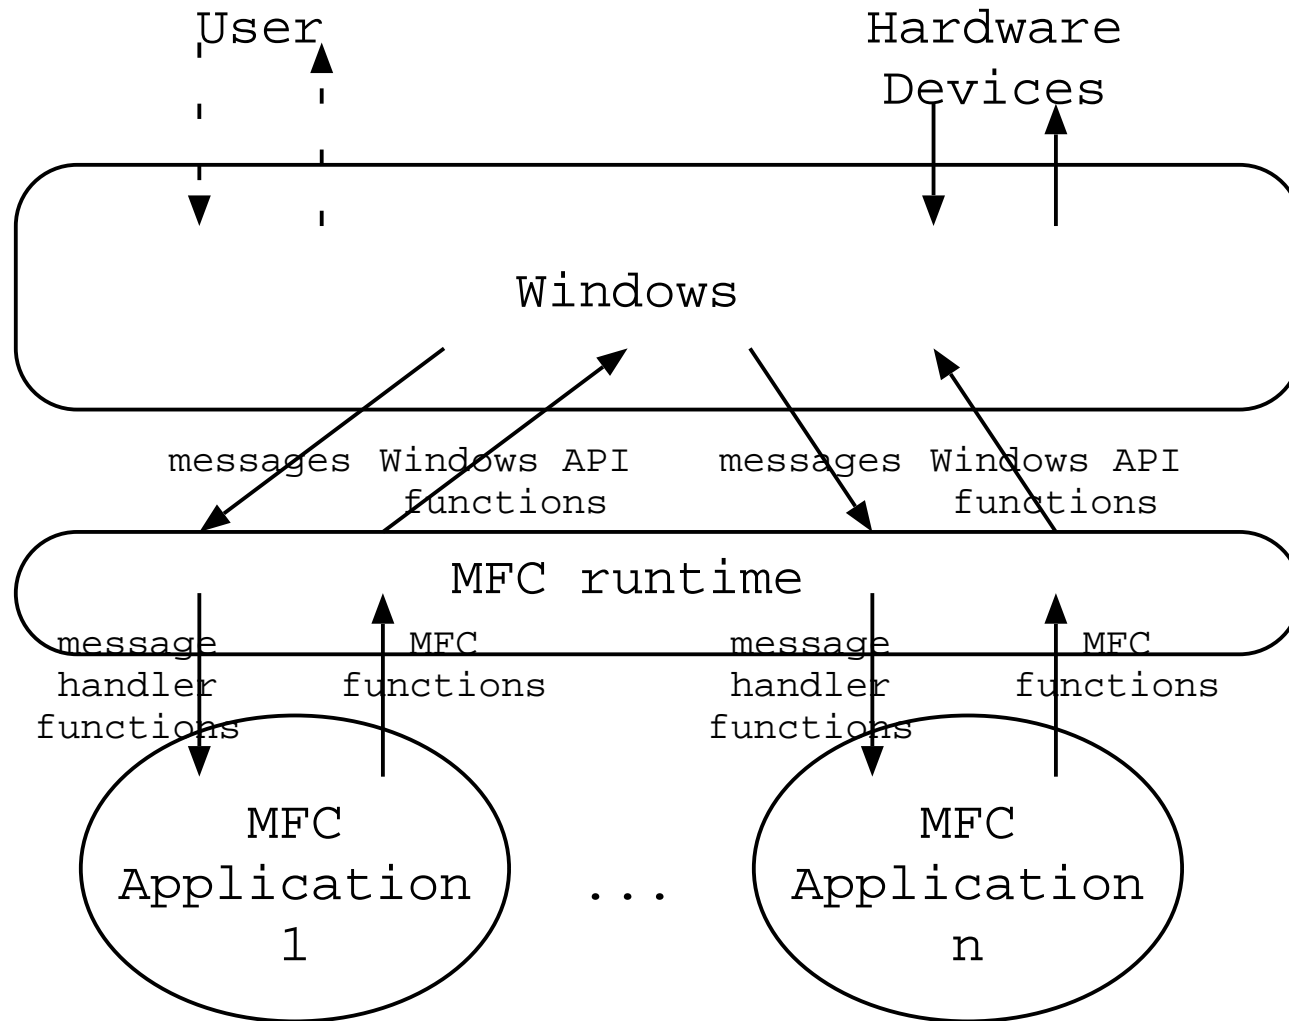 User
Hardware
Devices
Windows
messages
Windows API
functions
messages
Windows API
functions
MFC runtime
message
handler
functions
MFC
functions
message
handler
functions
MFC
functions
MFC
Application
1
...
MFC
Application
n